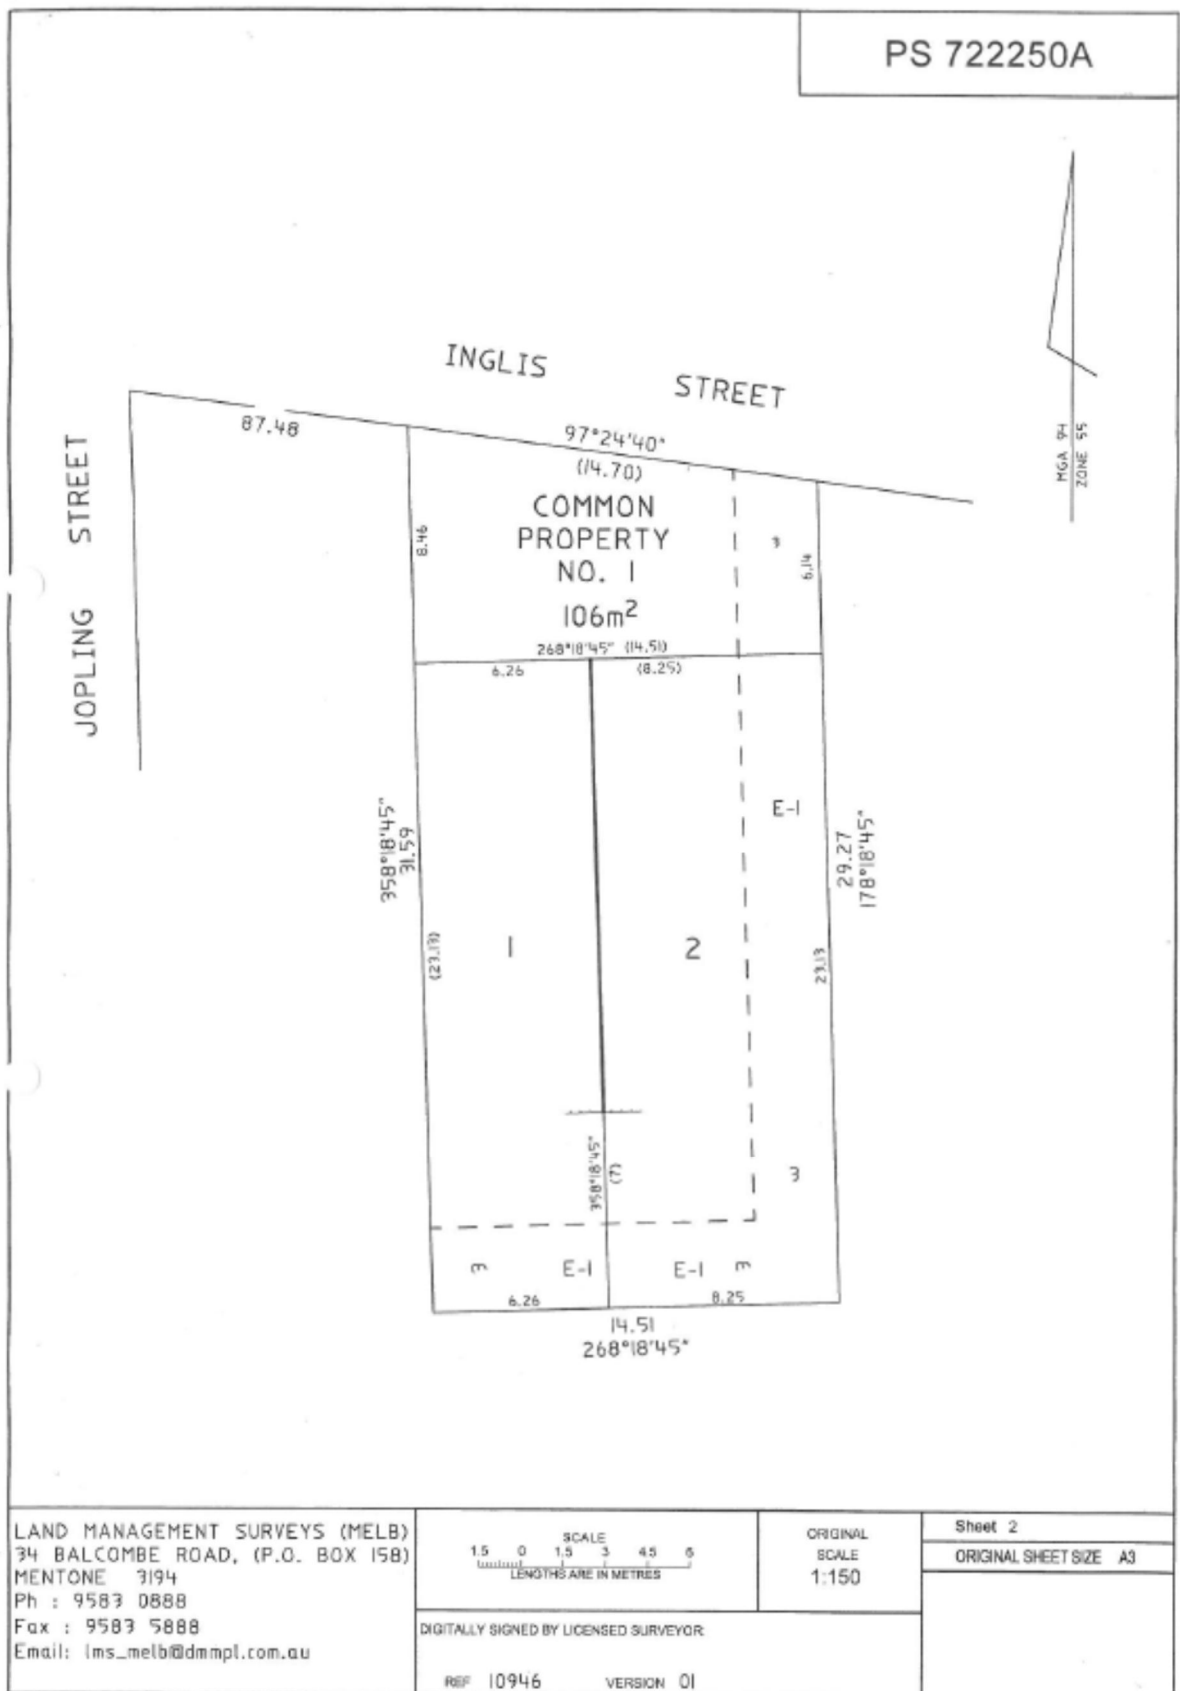 PS 722250A
INGLIS STREET
87.48
97°24'40"
(14.70)
MGA 94
ZONE 55
JOPLING STREET
COMMON
PROPERTY
NO. 1
106m²
8.46
3
6.14
268°18'45" (14.51)
6.26
(8.25)
E-1
358°18'45"
31.59
29.27
178°18'45"
(23.13)
1
2
23.13
358°18'45"
(7)
3
3
E-1
E-1
3
6.26
8.25
14.51
268°18'45"
LAND MANAGEMENT SURVEYS (MELB)
34 BALCOMBE ROAD, (P.O. BOX 158)
MENTONE 3194
Ph : 9583 0888
Fax : 9583 5888
Email: lms_melb@dmmpl.com.au
SCALE
1.5 0 1.5 3 4.5 6
LENGTHS ARE IN METRES
ORIGINAL
SCALE
1:150
Sheet 2
ORIGINAL SHEET SIZE A3
DIGITALLY SIGNED BY LICENSED SURVEYOR:
REF 10946 VERSION 01